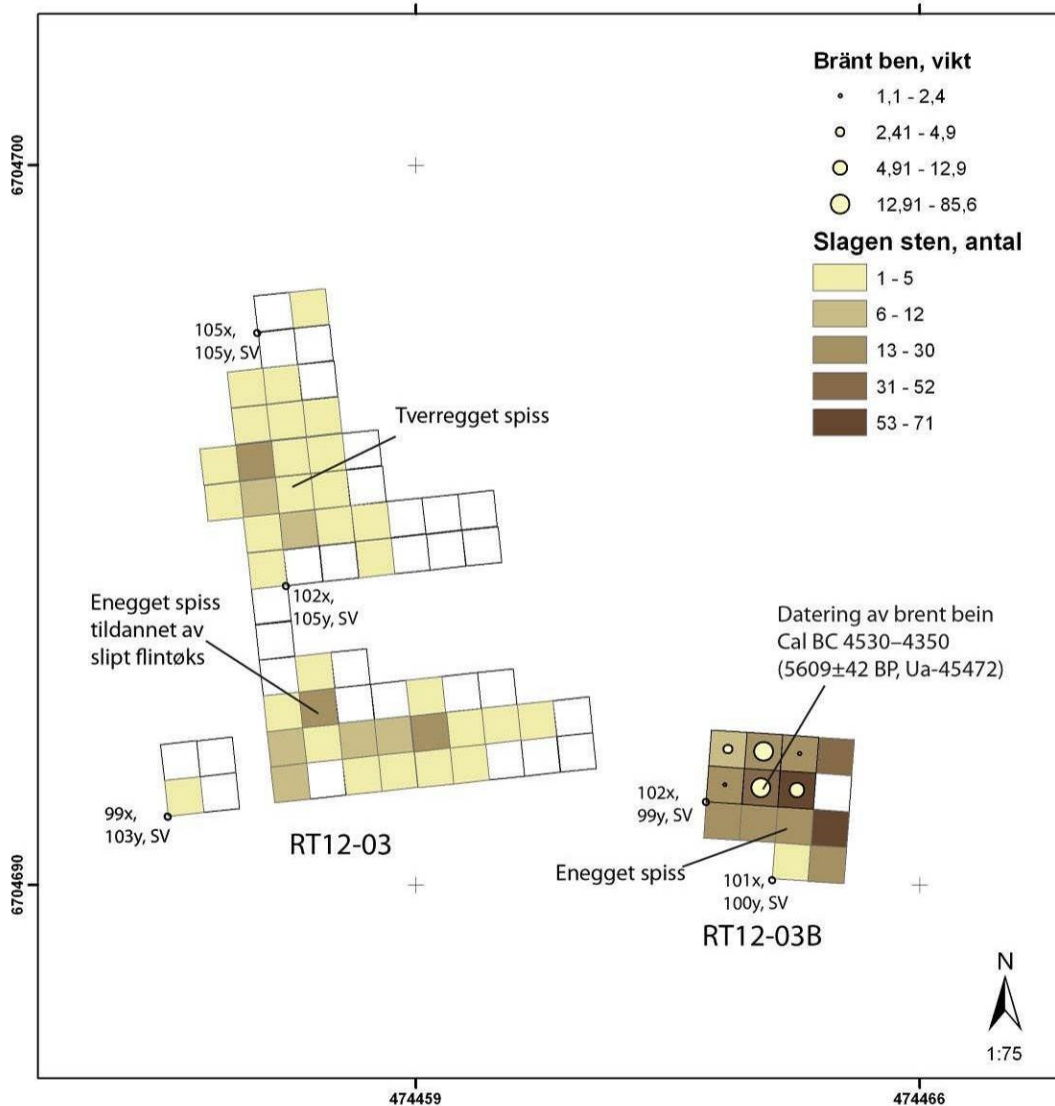 Bränt ben, vikt
1,1 - 2,4
2,41 - 4,9
4,91 - 12,9
12,91 - 85,6
Slagen sten, antal
1 - 5
6 - 12
13 - 30
31 - 52
53 - 71
6704700
105x,
105y, SV
Tverregget spiss
102x,
105y, SV
Enegget spiss
tildannet av
slipt flintøks
Datering av brent bein
Cal BC 4530–4350
(5609±42 BP, Ua-45472)
99x,
103y, SV
RT12-03
102x,
99y, SV
Enegget spiss
101x,
100y, SV
RT12-03B
6704690
N
1:75
474459
474466